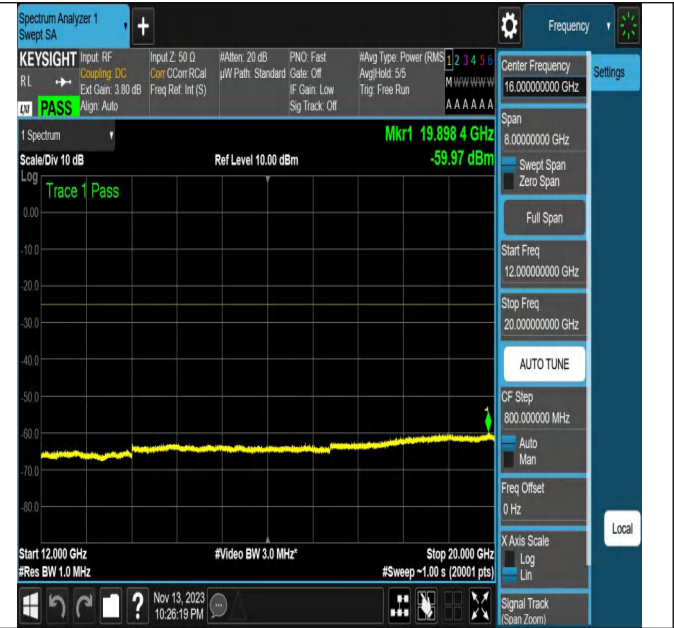 Spectrum Analyzer 1
Swept SA
+
Frequency
KEYSIGHT
RL
LXI
PASS
Input: RF
Coupling: DC
Ext Gain: 3.80 dB
Align: Auto
Input Z: 50 Ω
Corr CCorr RCal
Freq Ref: Int (S)
#Atten: 20 dB
µW Path: Standard
PNO: Fast
Gate: Off
IF Gain: Low
Sig Track: Off
#Avg Type: Power (RMS
Avg|Hold: 5/5
Trig: Free Run
1 2 3 4 5 6
M W W W W W
A A A A A A
1 Spectrum
Scale/Div 10 dB
Ref Level 10.00 dBm
Mkr1 19.898 4 GHz
-59.97 dBm
Log
Trace 1 Pass
0.00
-10.0
-20.0
-30.0
-40.0
-50.0
-60.0
-70.0
-80.0
1
Start 12.000 GHz
#Res BW 1.0 MHz
#Video BW 3.0 MHz*
Stop 20.000 GHz
#Sweep ~1.00 s (20001 pts)
Center Frequency
16.000000000 GHz
Settings
Span
8.00000000 GHz
Swept Span
Zero Span
Full Span
Start Freq
12.000000000 GHz
Stop Freq
20.000000000 GHz
AUTO TUNE
CF Step
800.000000 MHz
Auto
Man
Freq Offset
0 Hz
X Axis Scale
Log
Lin
Local
Signal Track
(Span Zoom)
?
Nov 13, 2023
10:26:19 PM